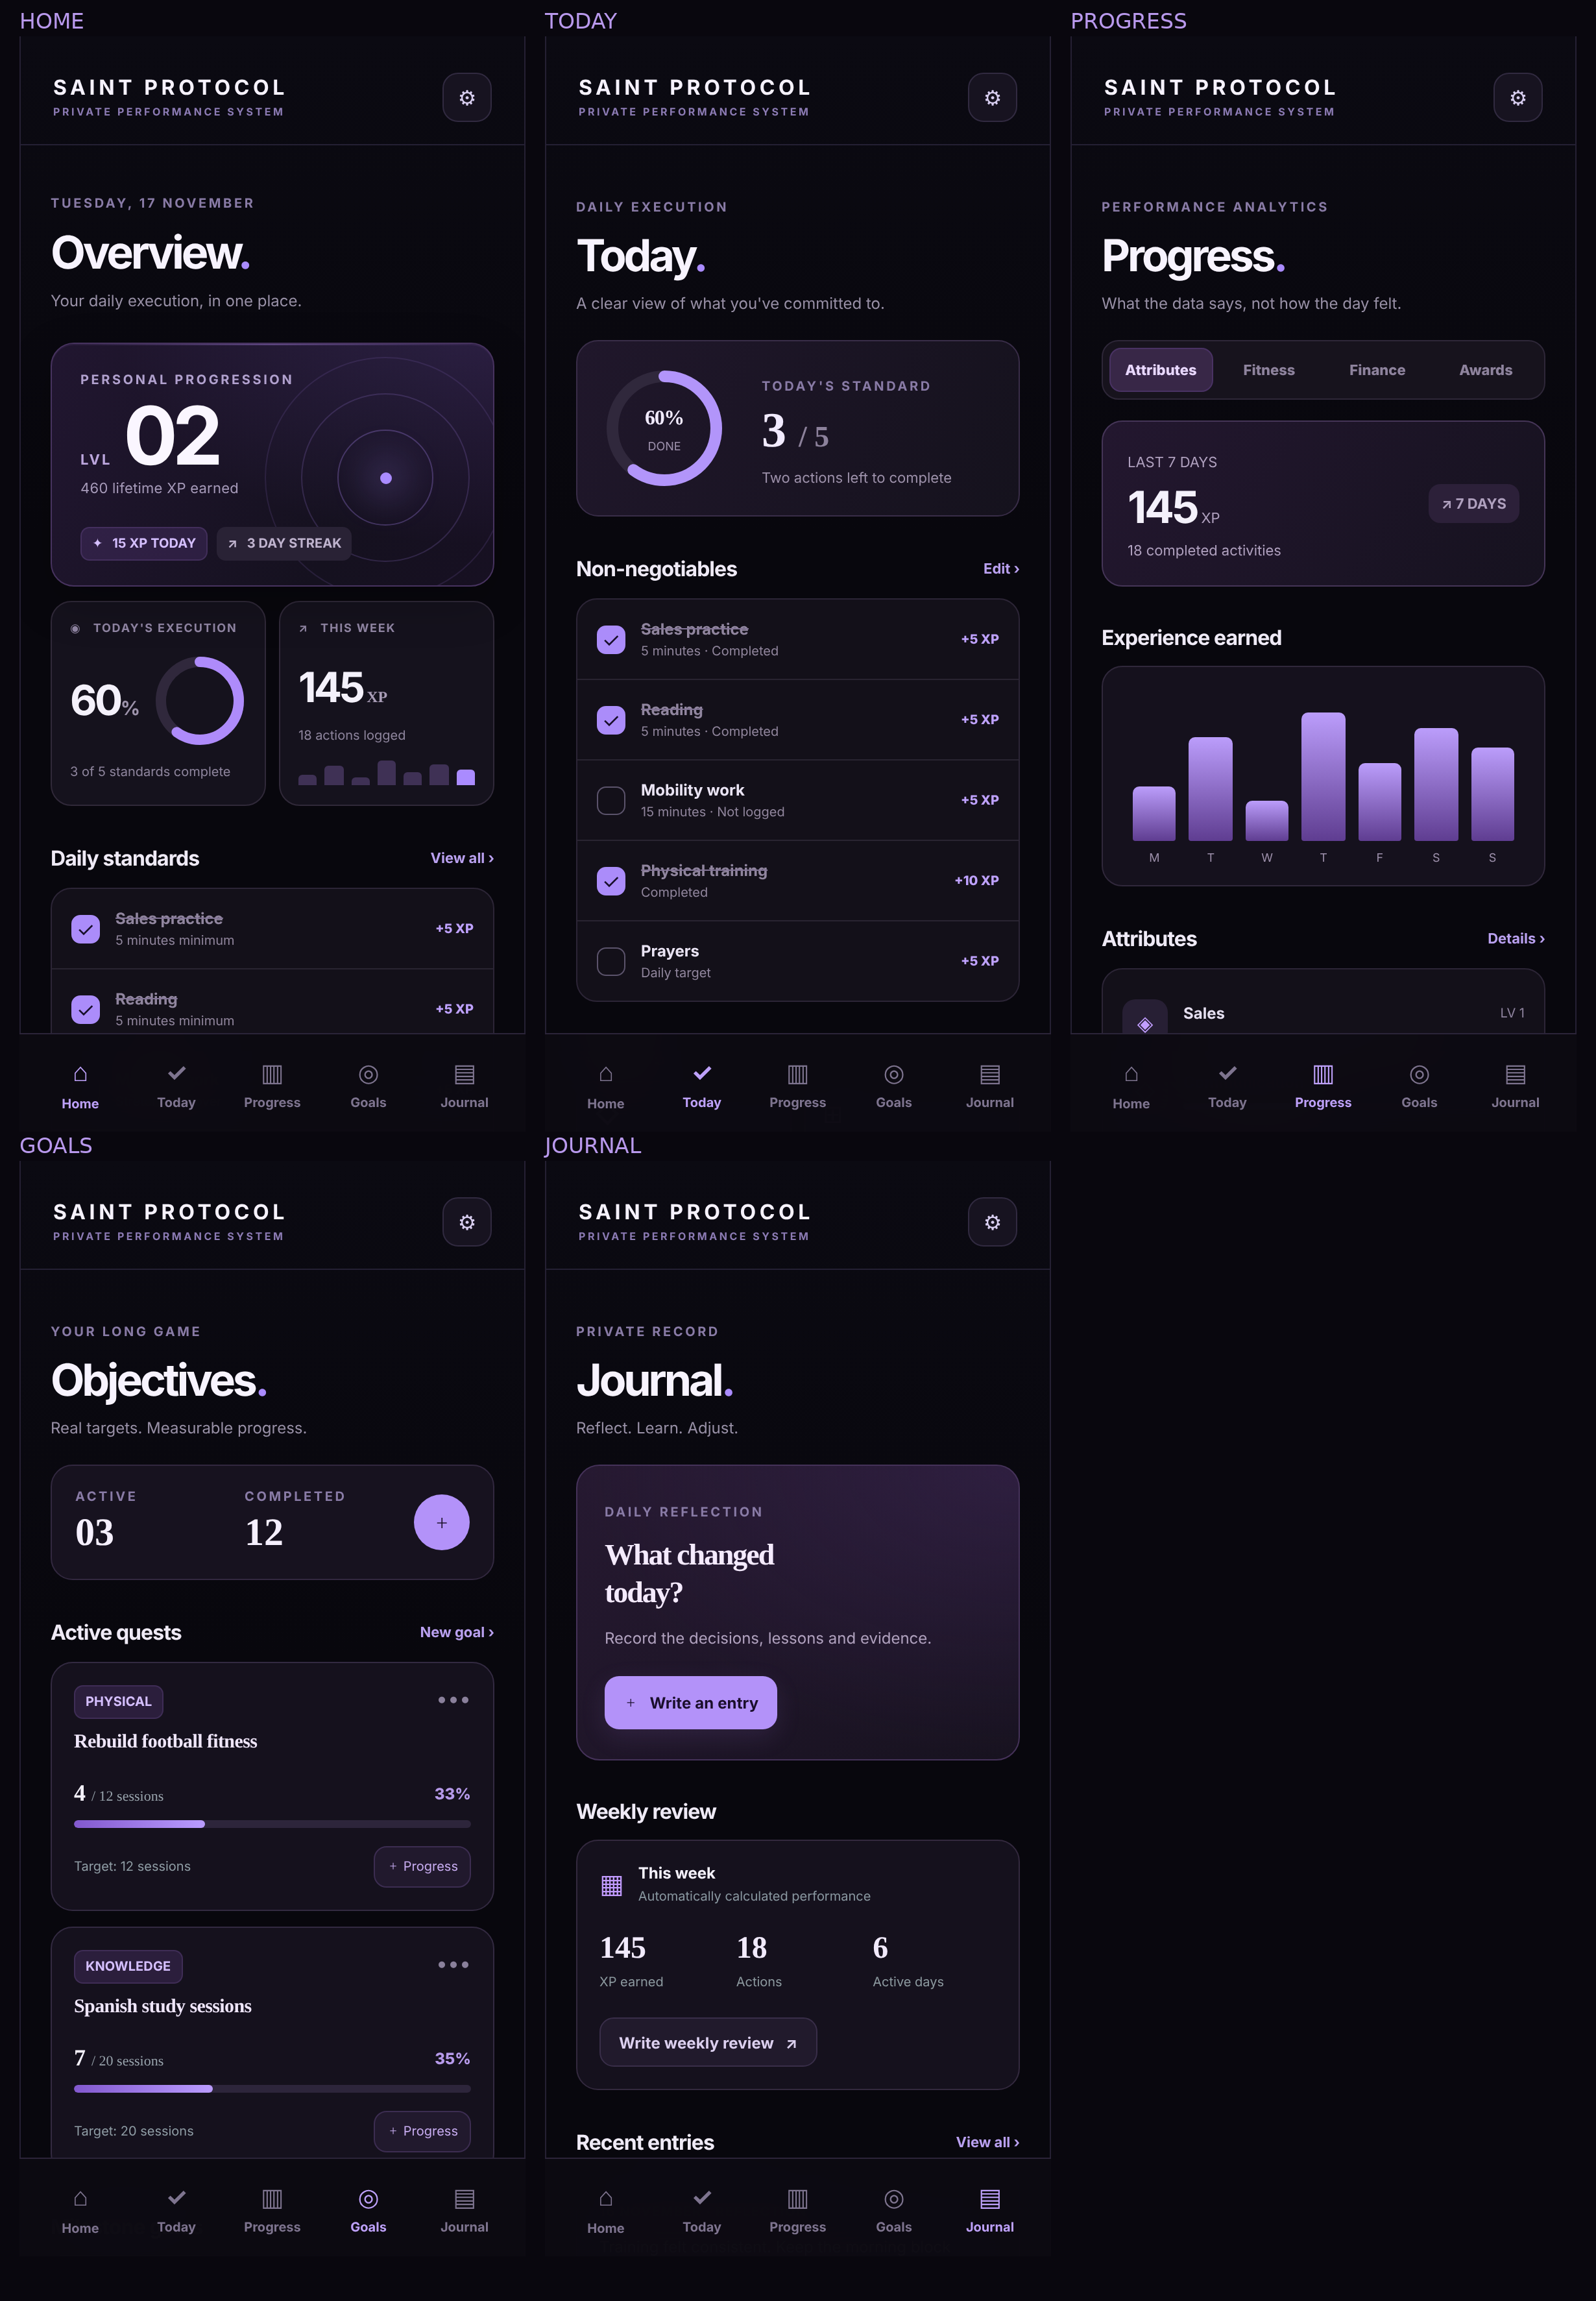 HOME
SAINT PROTOCOL
PRIVATE PERFORMANCE SYSTEM
TUESDAY, 17 NOVEMBER
Overview.
Your daily execution, in one place.
PERSONAL PROGRESSION
LVL 02
460 lifetime XP earned
15 XP TODAY
3 DAY STREAK
TODAY'S EXECUTION
60%
3 of 5 standards complete
THIS WEEK
145 XP
18 actions logged
Daily standards
View all ›
Sales practice
5 minutes minimum
+5 XP
Reading
5 minutes minimum
+5 XP
Home
Today
Progress
Goals
Journal
TODAY
SAINT PROTOCOL
PRIVATE PERFORMANCE SYSTEM
DAILY EXECUTION
Today.
A clear view of what you've committed to.
60%
DONE
TODAY'S STANDARD
3 / 5
Two actions left to complete
Non-negotiables
Edit ›
Sales practice
5 minutes · Completed
+5 XP
Reading
5 minutes · Completed
+5 XP
Mobility work
15 minutes · Not logged
+5 XP
Physical training
Completed
+10 XP
Prayers
Daily target
+5 XP
Home
Today
Progress
Goals
Journal
PROGRESS
SAINT PROTOCOL
PRIVATE PERFORMANCE SYSTEM
PERFORMANCE ANALYTICS
Progress.
What the data says, not how the day felt.
Attributes
Fitness
Finance
Awards
LAST 7 DAYS
145 XP
18 completed activities
7 DAYS
Experience earned
M T W T F S S
Attributes
Details ›
Sales
LV 1
Home
Today
Progress
Goals
Journal
GOALS
SAINT PROTOCOL
PRIVATE PERFORMANCE SYSTEM
YOUR LONG GAME
Objectives.
Real targets. Measurable progress.
ACTIVE
03
COMPLETED
12
+
Active quests
New goal ›
PHYSICAL
Rebuild football fitness
4 / 12 sessions
33%
Target: 12 sessions
+ Progress
KNOWLEDGE
Spanish study sessions
7 / 20 sessions
35%
Target: 20 sessions
+ Progress
Home
Today
Progress
Goals
Journal
JOURNAL
SAINT PROTOCOL
PRIVATE PERFORMANCE SYSTEM
PRIVATE RECORD
Journal.
Reflect. Learn. Adjust.
DAILY REFLECTION
What changed
today?
Record the decisions, lessons and evidence.
+ Write an entry
Weekly review
This week
Automatically calculated performance
145
XP earned
18
Actions
6
Active days
Write weekly review
Recent entries
View all ›
Home
Today
Progress
Goals
Journal